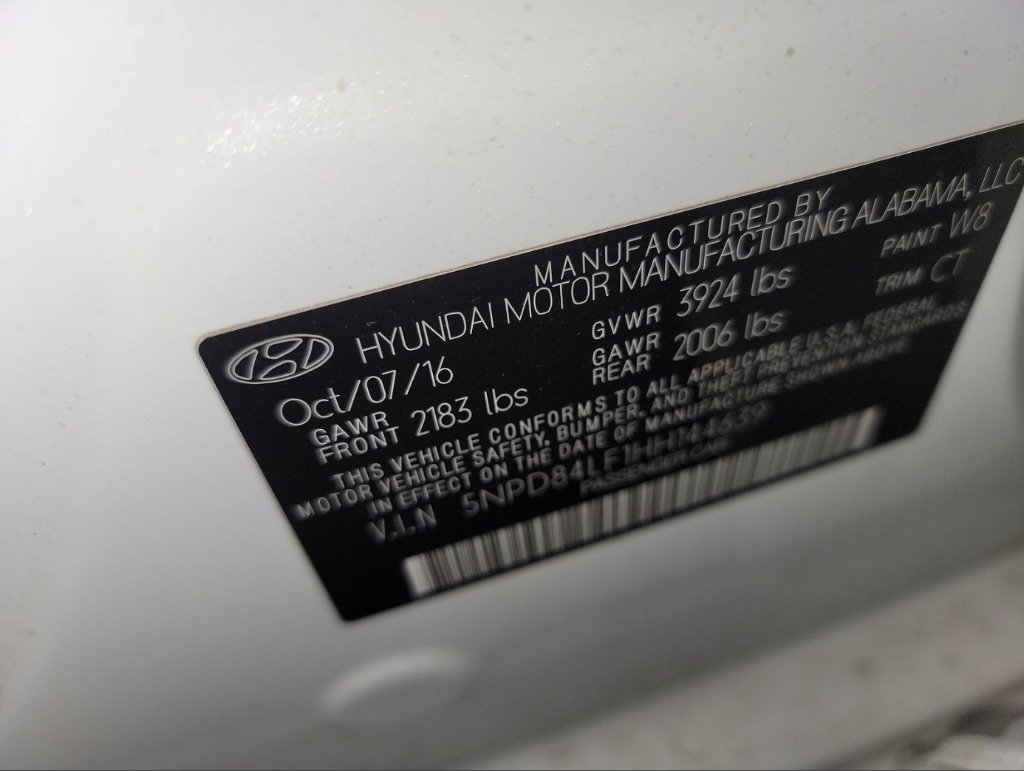 MANUFACTURED BY
HYUNDAI MOTOR MANUFACTURING ALABAMA, LLC
Oct/07/16 GVWR 3924 lbs PAINT W8
GAWR FRONT 2183 lbs GAWR REAR 2006 lbs TRIM CT
THIS VEHICLE CONFORMS TO ALL APPLICABLE U.S.A. FEDERAL
MOTOR VEHICLE SAFETY, BUMPER, AND THEFT PREVENTION STANDARDS
IN EFFECT ON THE DATE OF MANUFACTURE SHOWN ABOVE
V.I.N 5NPD84LF1HH144639
PASSENGER CAR